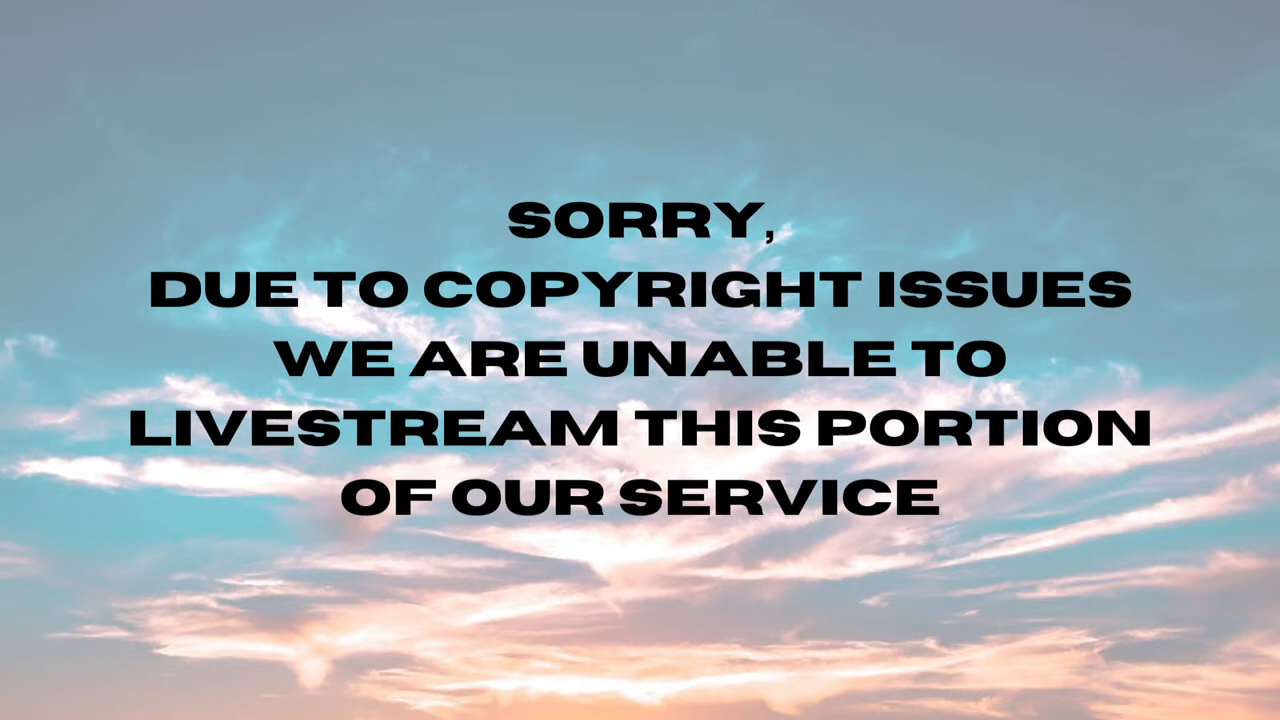 SORRY,
DUE TO COPYRIGHT ISSUES
WE ARE UNABLE TO
LIVESTREAM THIS PORTION
OF OUR SERVICE